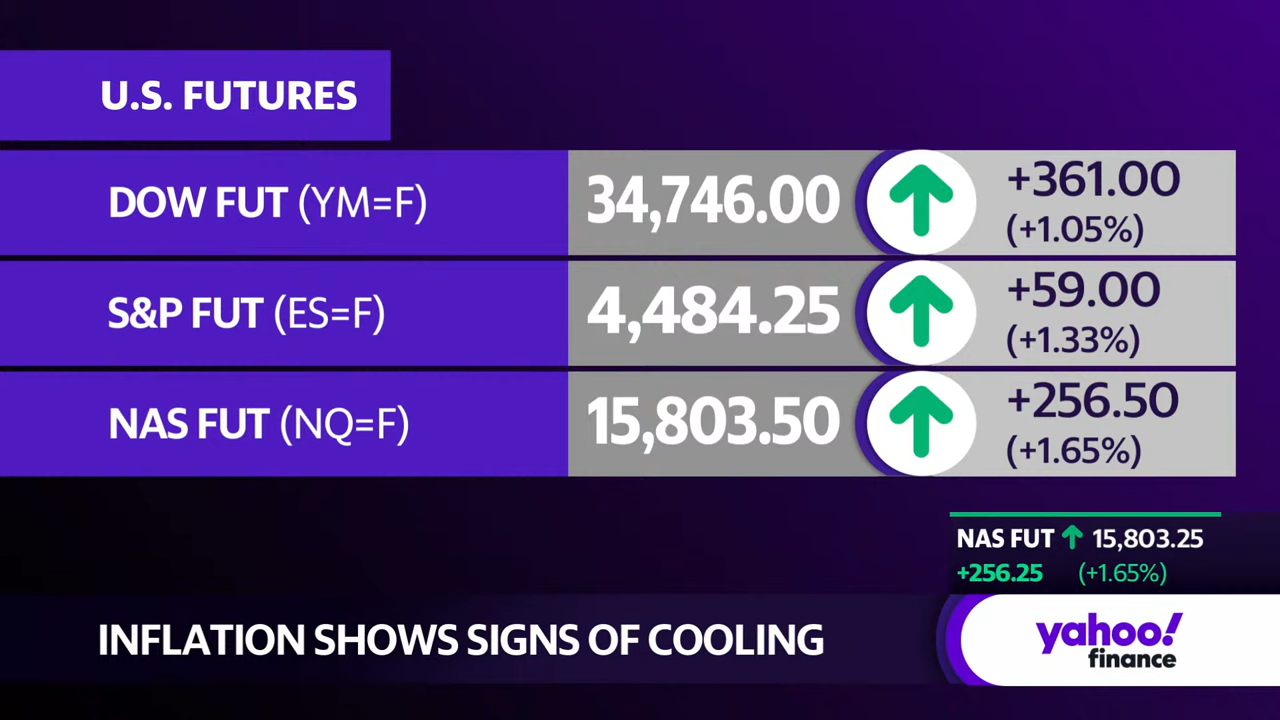 U.S. FUTURES
DOW FUT (YM=F) 34,746.00 +361.00
(+1.05%)
S&P FUT (ES=F) 4,484.25 +59.00
(+1.33%)
NAS FUT (NQ=F) 15,803.50 +256.50
(+1.65%)
NAS FUT 15,803.25
+256.25 (+1.65%)
INFLATION SHOWS SIGNS OF COOLING
yahoo!
finance